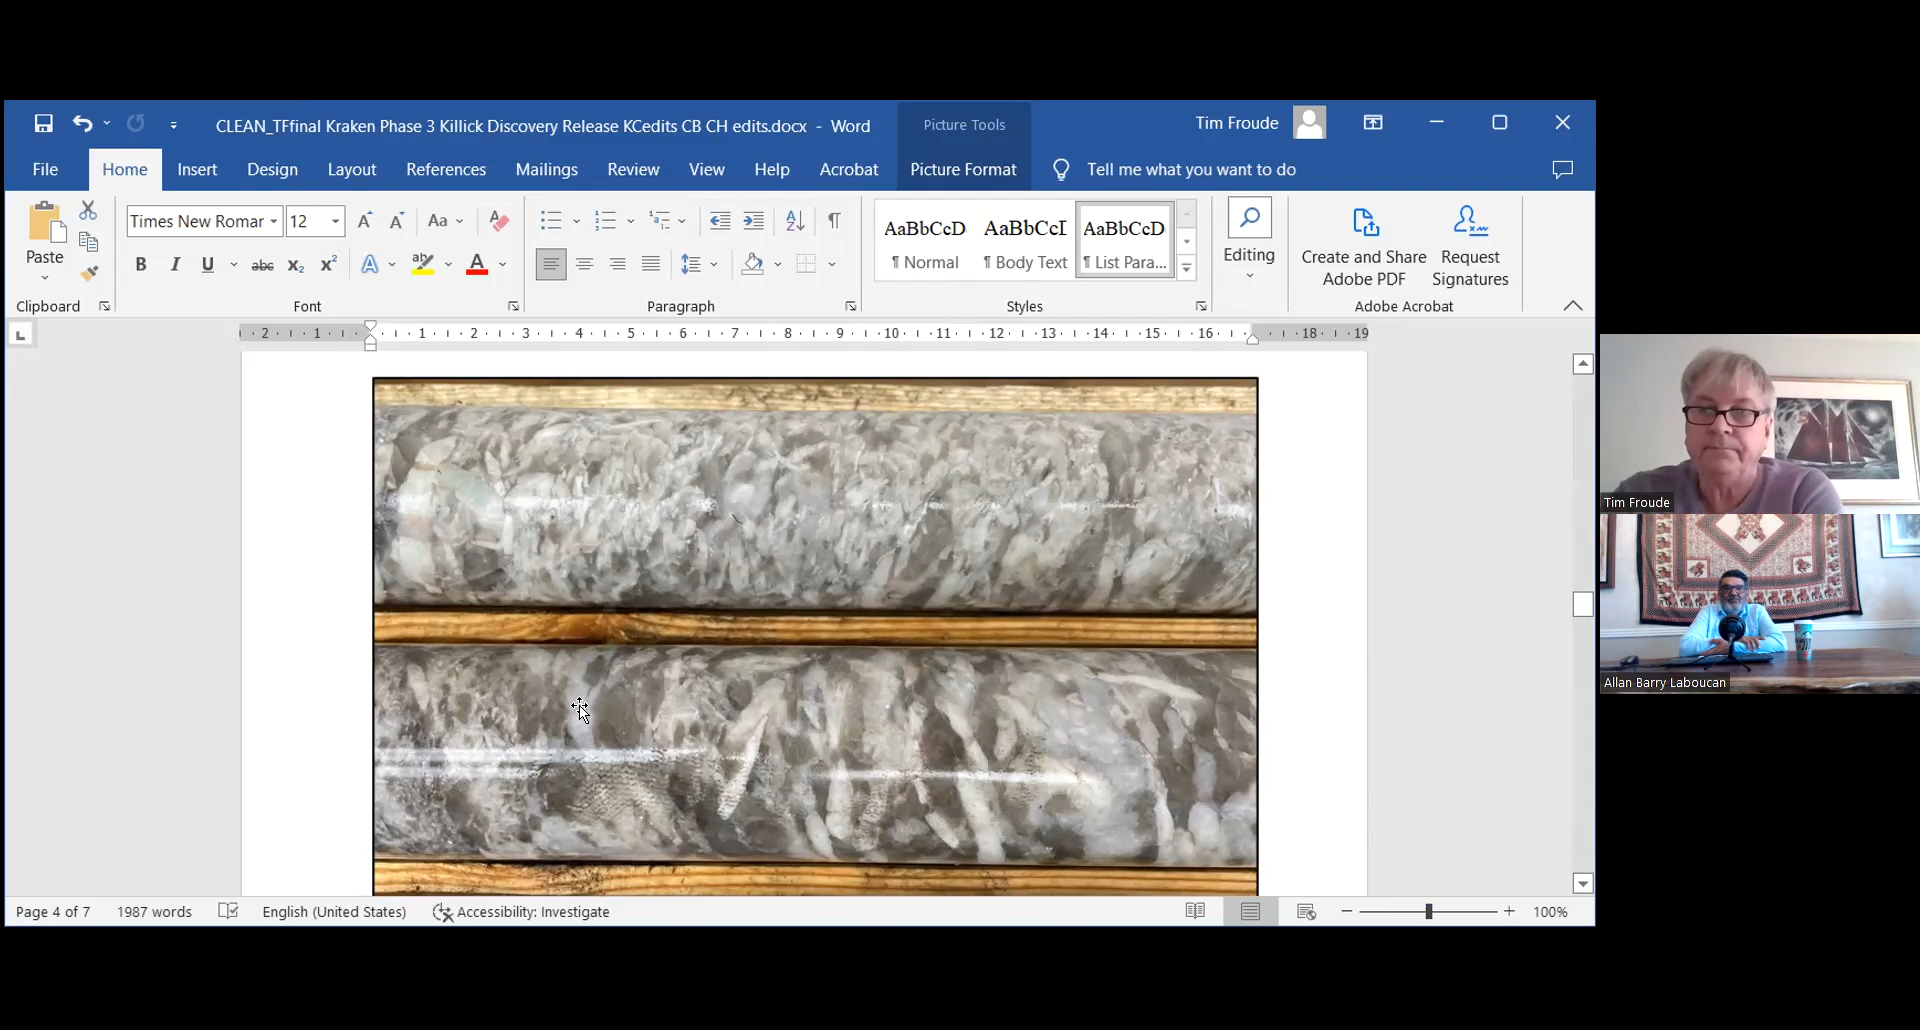 CLEAN_TFfinal Kraken Phase 3 Killick Discovery Release KCedits CB CH edits.docx - Word
Picture Tools
Tim Froude
File Home Insert Design Layout References Mailings Review View Help Acrobat Picture Format Tell me what you want to do
Times New Romar 12 Aa
AaBbCcD AaBbCcI AaBbCcD
Paste
B I U abc x2 x2 A ab A
¶ Normal ¶ Body Text ¶ List Para...
Editing
Create and Share Adobe PDF
Request Signatures
Clipboard Font Paragraph Styles Adobe Acrobat
2 1 1 2 3 4 5 6 7 8 9 10 11 12 13 14 15 16 18 19
Tim Froude
Allan Barry Laboucan
Page 4 of 7 1987 words English (United States) Accessibility: Investigate 100%